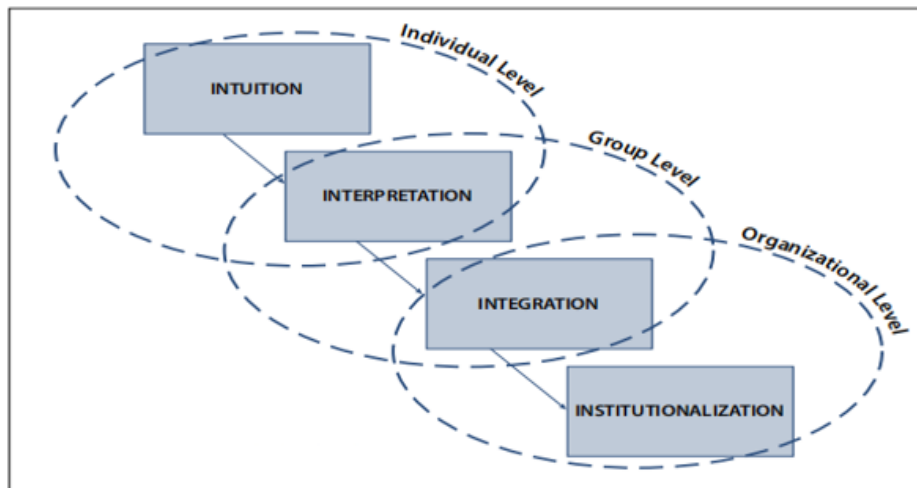 Individual Level
INTUITION
Group Level
INTERPRETATION
Organizational Level
INTEGRATION
INSTITUTIONALIZATION